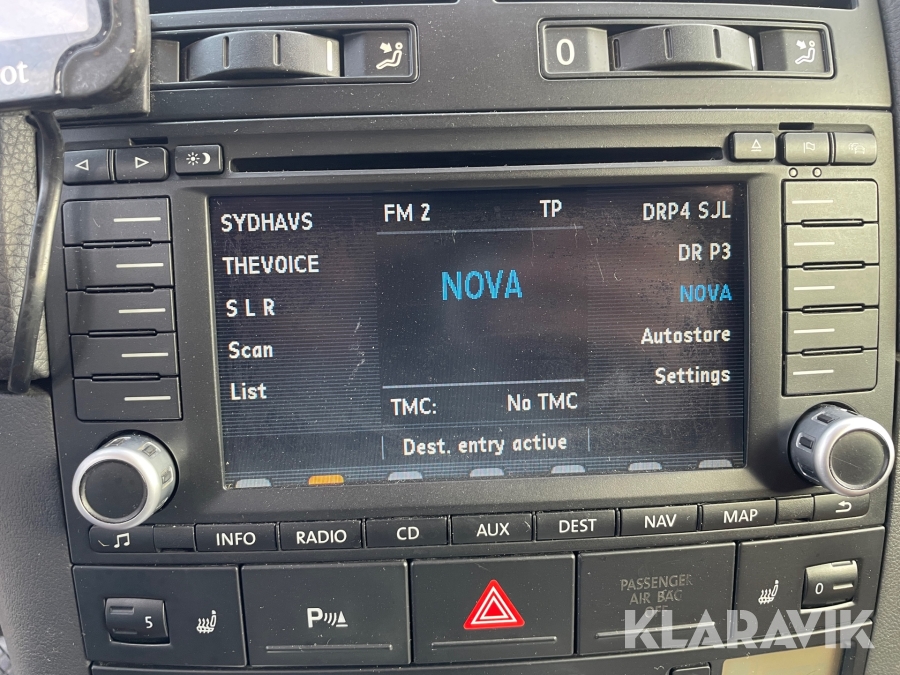 ot
0
SYDHAVS
FM 2
TP
DRP4 SJL
THEVOICE
DR P3
S L R
NOVA
NOVA
Scan
Autostore
List
Settings
TMC:
No TMC
Dest. entry active
INFO
RADIO
CD
AUX
DEST
NAV
MAP
5
P
PASSENGER
AIR BAG
OFF
0
KLARAVIK